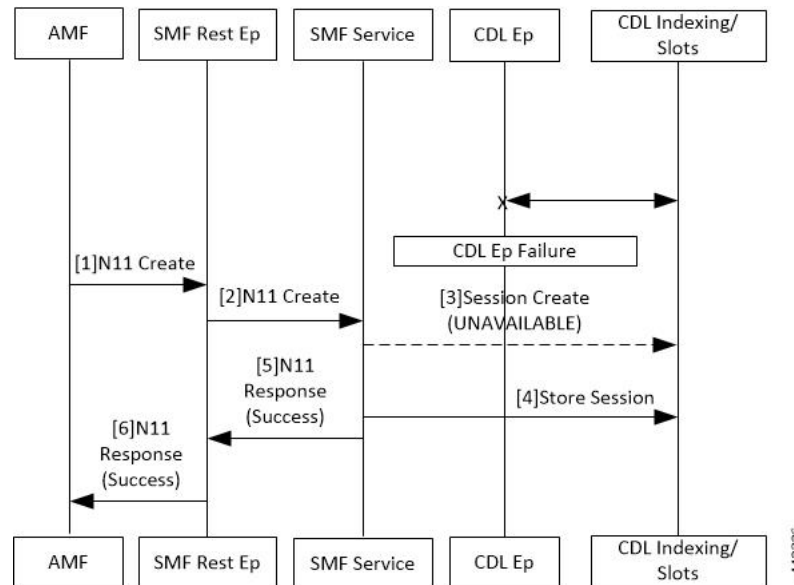 AMF
SMF Rest Ep
SMF Service
CDL Ep
CDL Indexing/
Slots
X
CDL Ep Failure
[1]N11 Create
[2]N11 Create
[3]Session Create
(UNAVAILABLE)
[5]N11
Response
(Success)
[4]Store Session
[6]N11
Response
(Success)
AMF
SMF Rest Ep
SMF Service
CDL Ep
CDL Indexing/
Slots